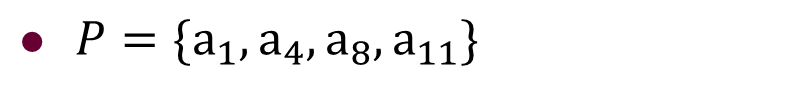 • 𝑃 = {a₁, a₄, a₈, a₁₁}